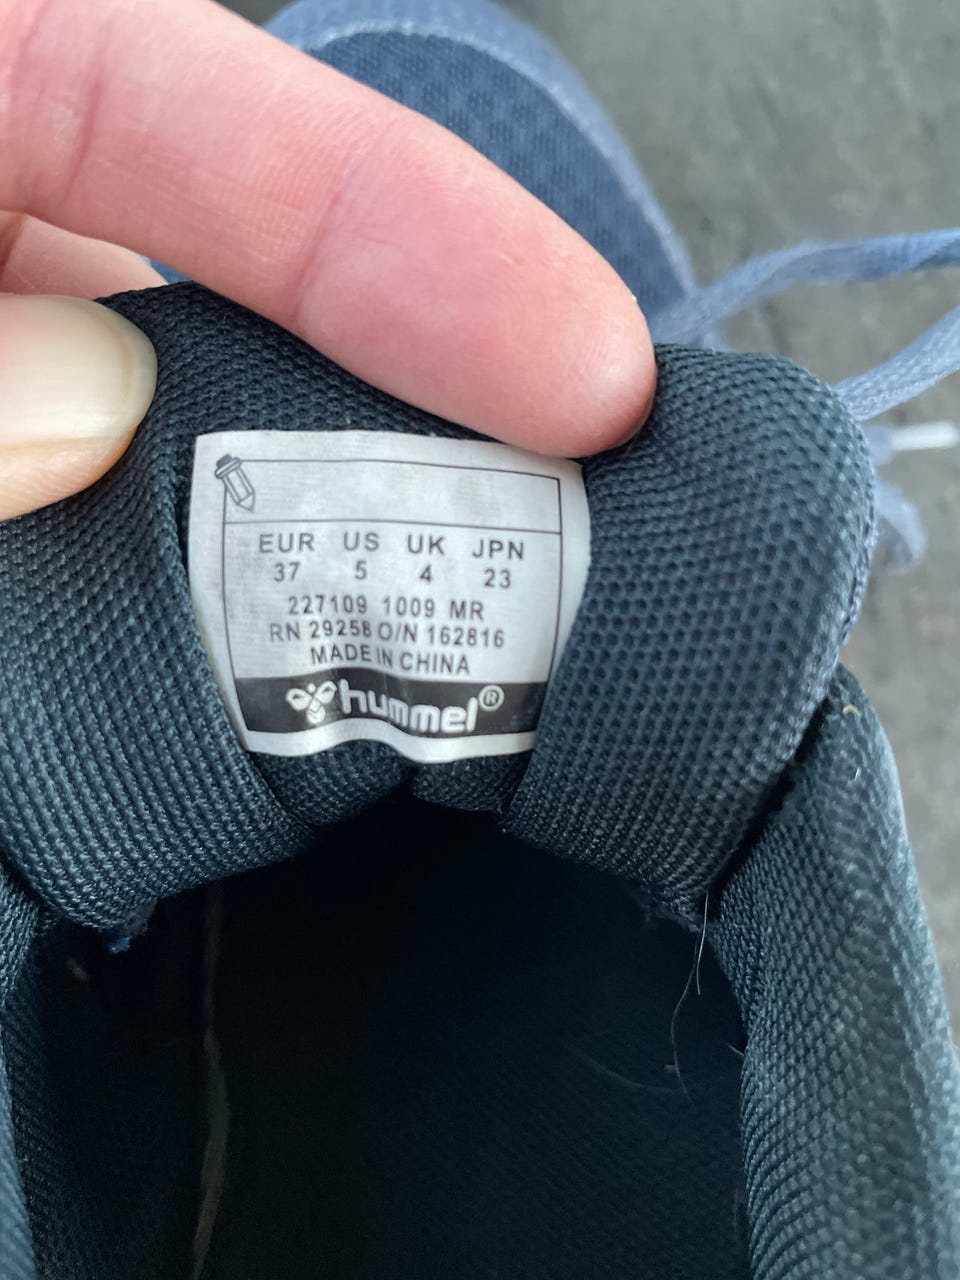 EUR US UK JPN
37 5 4 23
227109 1009 MR
RN 29258 O/N 162816
MADE IN CHINA
hummel®